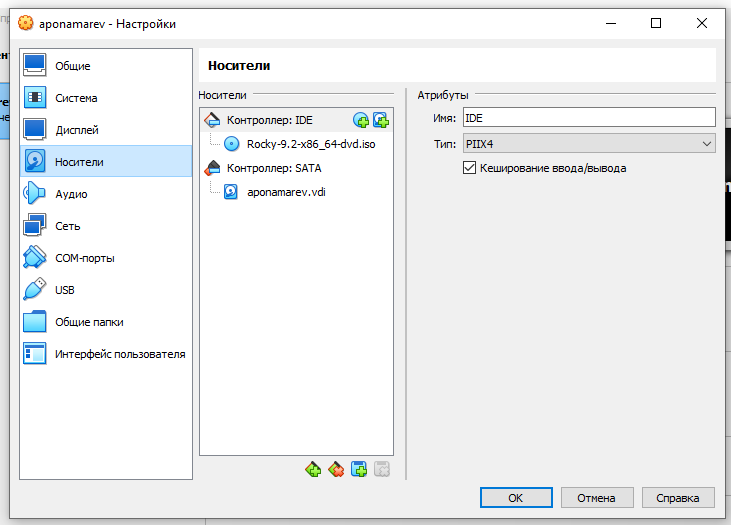 aponamarev - Настройки
Общие
Система
Дисплей
Носители
Аудио
Сеть
COM-порты
USB
Общие папки
Интерфейс пользователя
Носители
Носители
Контроллер: IDE
Rocky-9.2-x86_64-dvd.iso
Контроллер: SATA
aponamarev.vdi
Атрибуты
Имя: IDE
Тип: PIIX4
Кеширование ввода/вывода
OK Отмена Справка